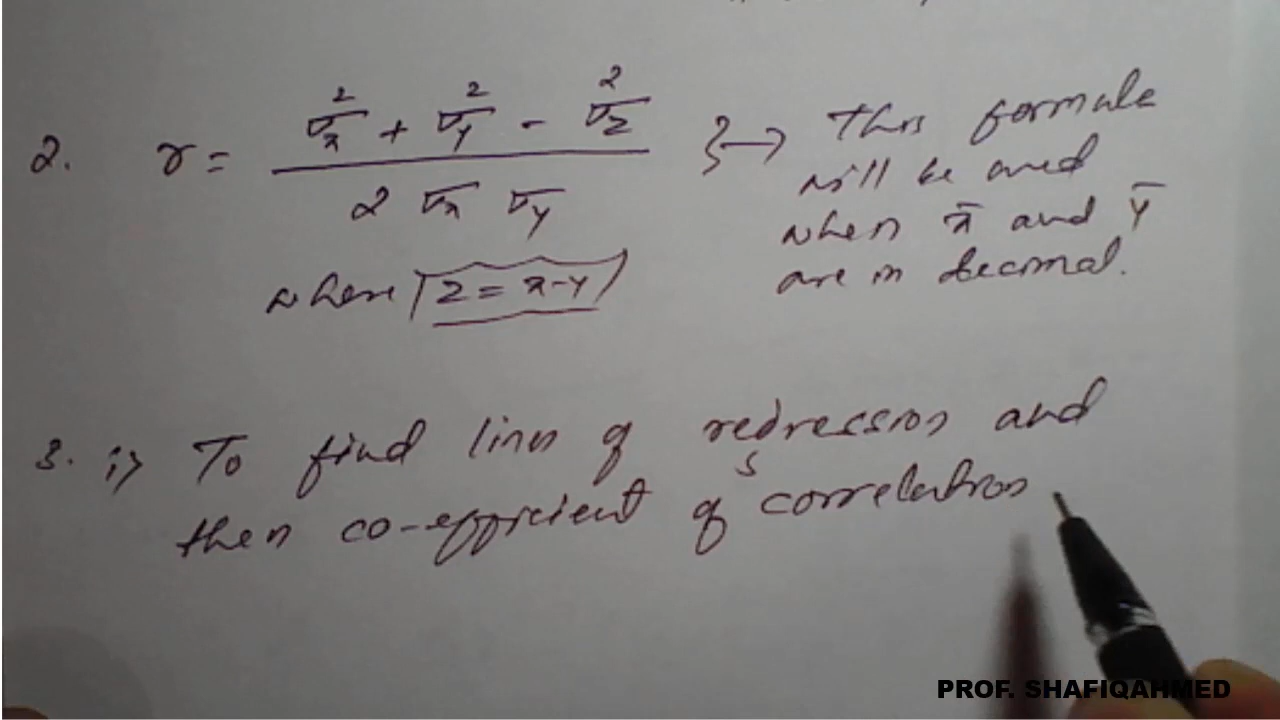 2. r = (σx² + σy² - σz²) / (2 σx σy) } → This formula
will be used
when x̄ and ȳ
are in decimal.
where z = x-y
3. i) To find lines of regression and
then co-efficient of correlation
PROF. SHAFIQAHMED